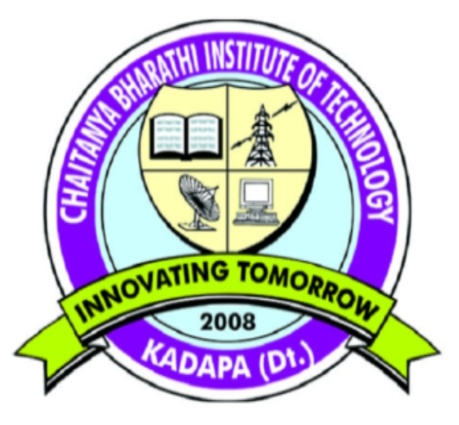 CHAITANYA BHARATHI INSTITUTE OF TECHNOLOGY
INNOVATING TOMORROW
2008
KADAPA (Dt.)